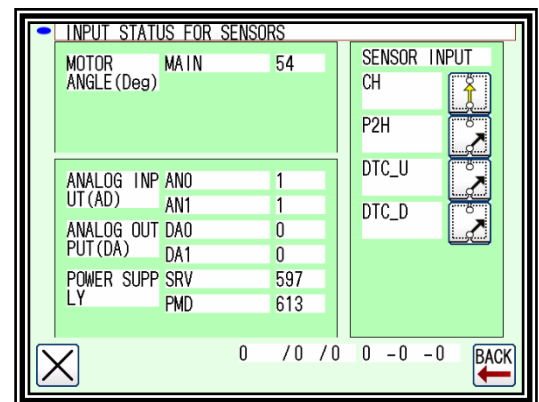 INPUT STATUS FOR SENSORS
MOTOR MAIN 54
ANGLE(Deg)
ANALOG INP AN0 1
UT(AD) AN1 1
ANALOG OUT DA0 0
PUT(DA) DA1 0
POWER SUPP SRV 597
LY PMD 613
SENSOR INPUT
CH
P2H
DTC_U
DTC_D
0 /0 /0 0 -0 -0
BACK